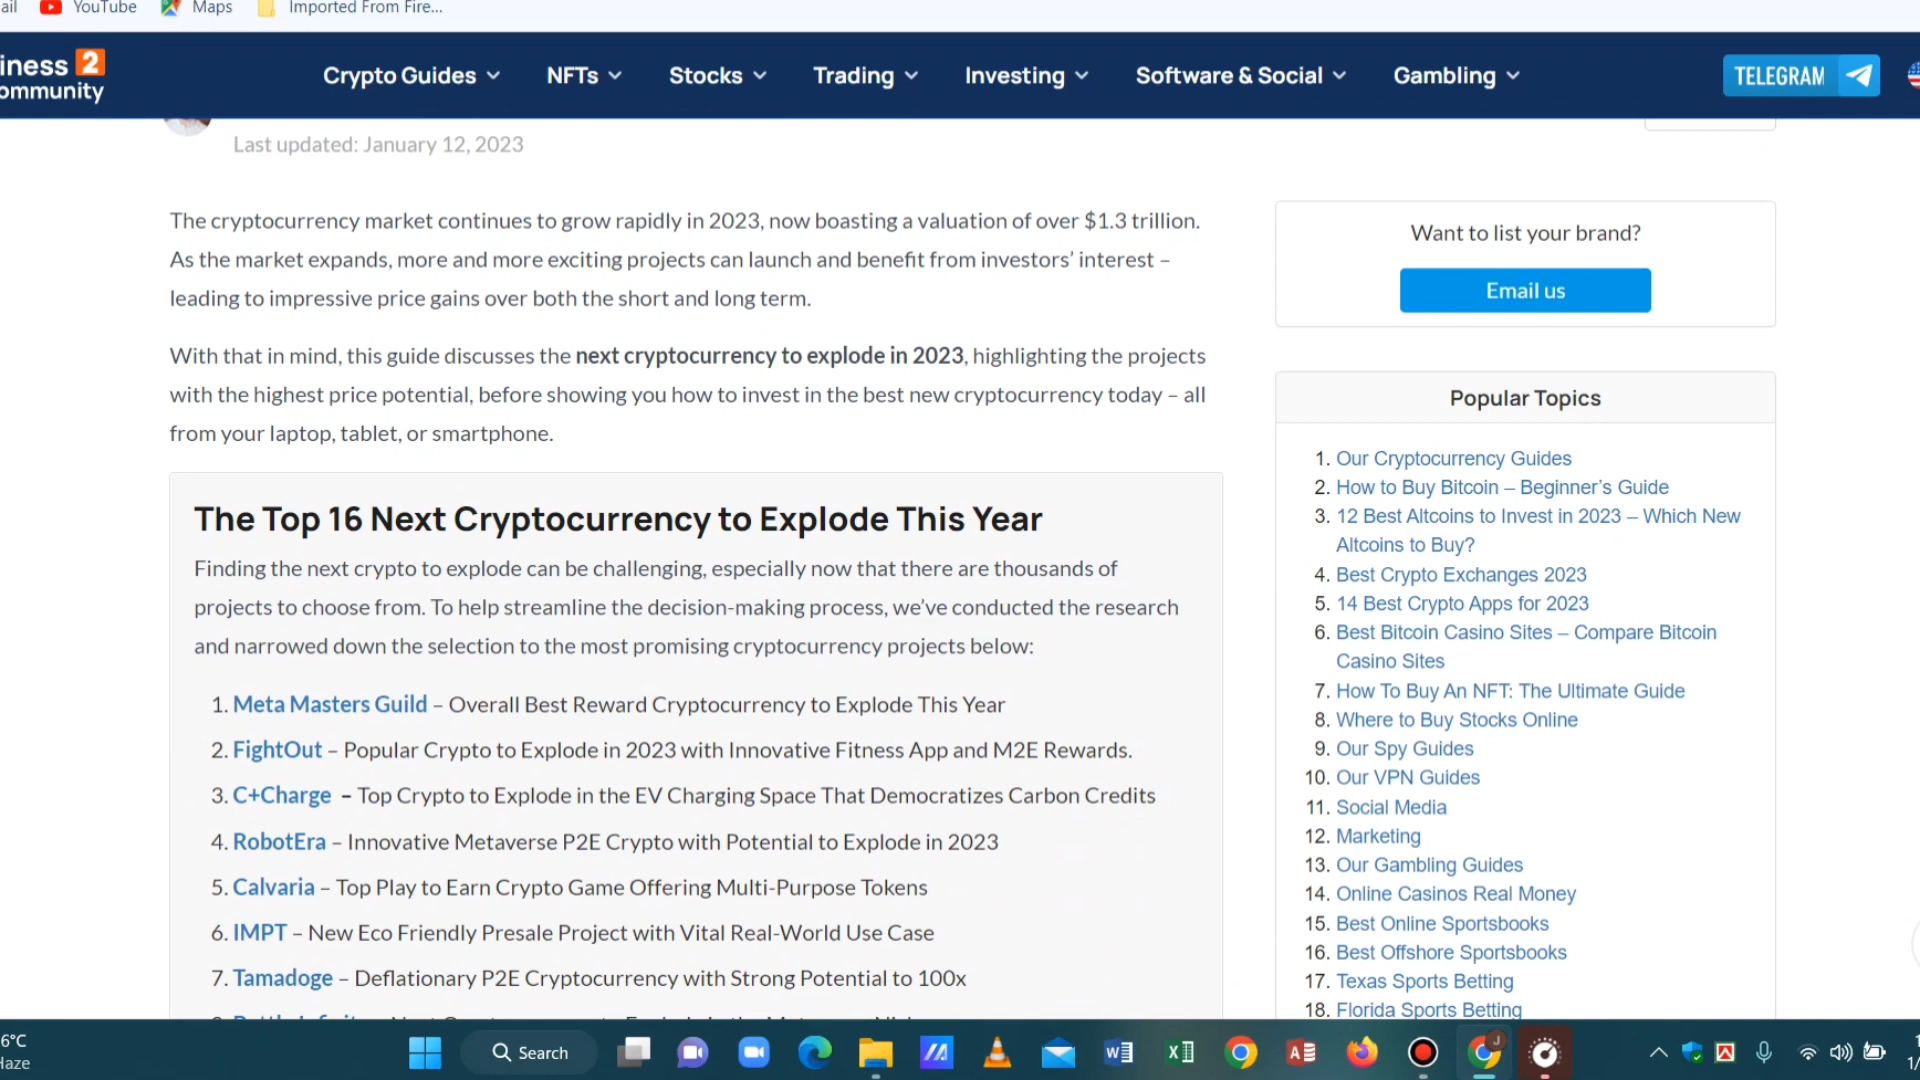 ail YouTube Maps Imported From Fire...
iness 2
ommunity
Crypto Guides NFTs Stocks Trading Investing Software & Social Gambling TELEGRAM
Last updated: January 12, 2023
The cryptocurrency market continues to grow rapidly in 2023, now boasting a valuation of over $1.3 trillion.
As the market expands, more and more exciting projects can launch and benefit from investors’ interest –
leading to impressive price gains over both the short and long term.
With that in mind, this guide discusses the next cryptocurrency to explode in 2023, highlighting the projects
with the highest price potential, before showing you how to invest in the best new cryptocurrency today – all
from your laptop, tablet, or smartphone.
The Top 16 Next Cryptocurrency to Explode This Year
Finding the next crypto to explode can be challenging, especially now that there are thousands of
projects to choose from. To help streamline the decision-making process, we’ve conducted the research
and narrowed down the selection to the most promising cryptocurrency projects below:
1. Meta Masters Guild – Overall Best Reward Cryptocurrency to Explode This Year
2. FightOut – Popular Crypto to Explode in 2023 with Innovative Fitness App and M2E Rewards.
3. C+Charge – Top Crypto to Explode in the EV Charging Space That Democratizes Carbon Credits
4. RobotEra – Innovative Metaverse P2E Crypto with Potential to Explode in 2023
5. Calvaria – Top Play to Earn Crypto Game Offering Multi-Purpose Tokens
6. IMPT – New Eco Friendly Presale Project with Vital Real-World Use Case
7. Tamadoge – Deflationary P2E Cryptocurrency with Strong Potential to 100x
Want to list your brand?
Email us
Popular Topics
1. Our Cryptocurrency Guides
2. How to Buy Bitcoin – Beginner’s Guide
3. 12 Best Altcoins to Invest in 2023 – Which New
Altcoins to Buy?
4. Best Crypto Exchanges 2023
5. 14 Best Crypto Apps for 2023
6. Best Bitcoin Casino Sites – Compare Bitcoin
Casino Sites
7. How To Buy An NFT: The Ultimate Guide
8. Where to Buy Stocks Online
9. Our Spy Guides
10. Our VPN Guides
11. Social Media
12. Marketing
13. Our Gambling Guides
14. Online Casinos Real Money
15. Best Online Sportsbooks
16. Best Offshore Sportsbooks
17. Texas Sports Betting
18. Florida Sports Betting
6°C
Haze
Search